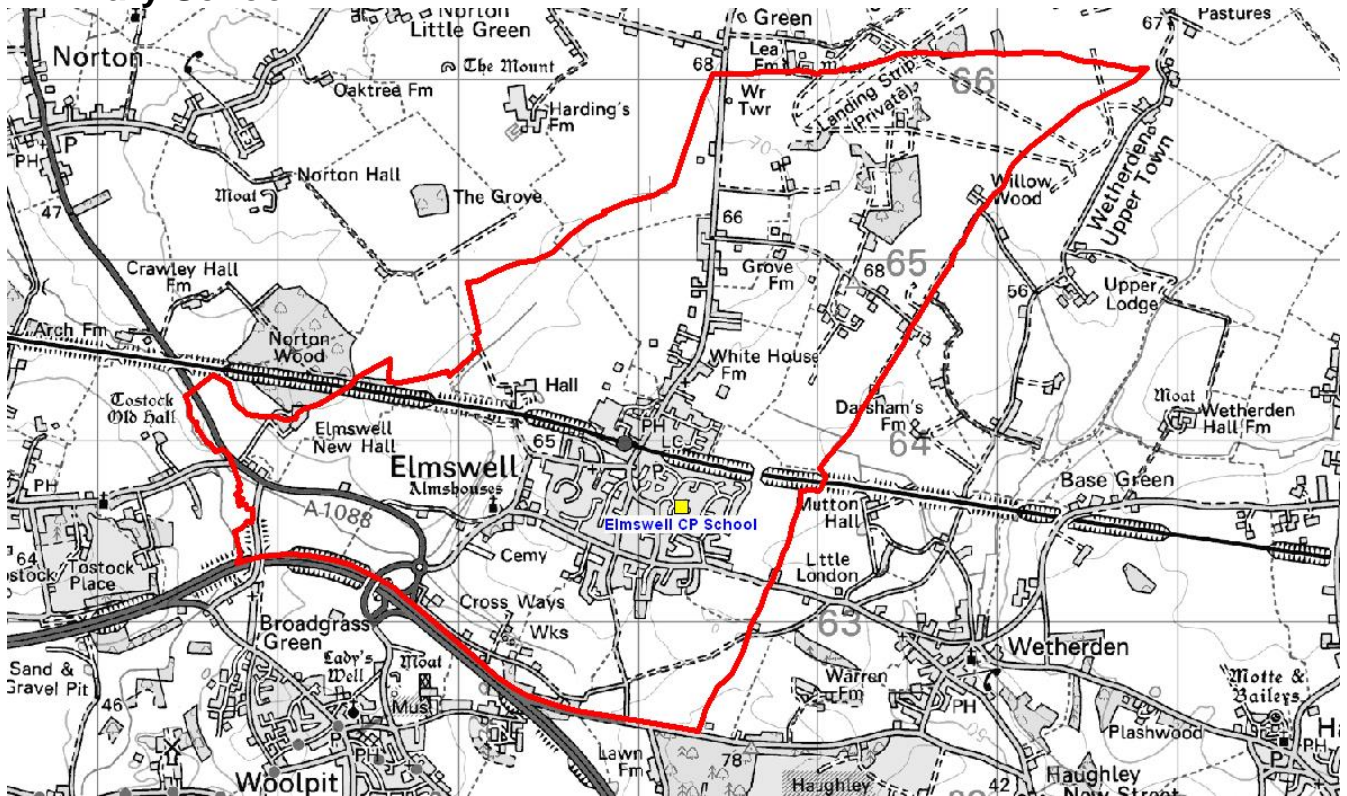 Norton
Little Green
Green
67
Pastures
Norton
The Mount
68
Lea
Fm
66
Oaktree Fm
Harding's
Fm
Wr
Twr
Landing Strip
(Private)
PH
P
Norton Hall
Moat
The Grove
Willow
Wood
Wetherden
Upper Town
47
66
Crawley Hall
Fm
Grove
Fm
68
65
56
Upper
Lodge
Arch Fm
Norton
Wood
White House
Fm
Tostock
Old Hall
Hall
Moat
Wetherden
Hall Fm
Elmswell
New Hall
65
PH
LC
Darsham's
Fm
64
PH
Elmswell
Almshouses
P
Base Green
A1088
Elmswell CP School
Mutton
Hall
64
Tostock
Place
Cemy
Little
London
Cross Ways
Wks
63
Broadgrass
Green
Wetherden
Sand &
Gravel Pit
Lady's
Well
Moat
Mus
Warren
Fm
Motte &
Baileys
46
P
PH
PH
Plashwood
PH
P
Lawn
Fm
78
Woolpit
Haughley
42
Haughley
New Street